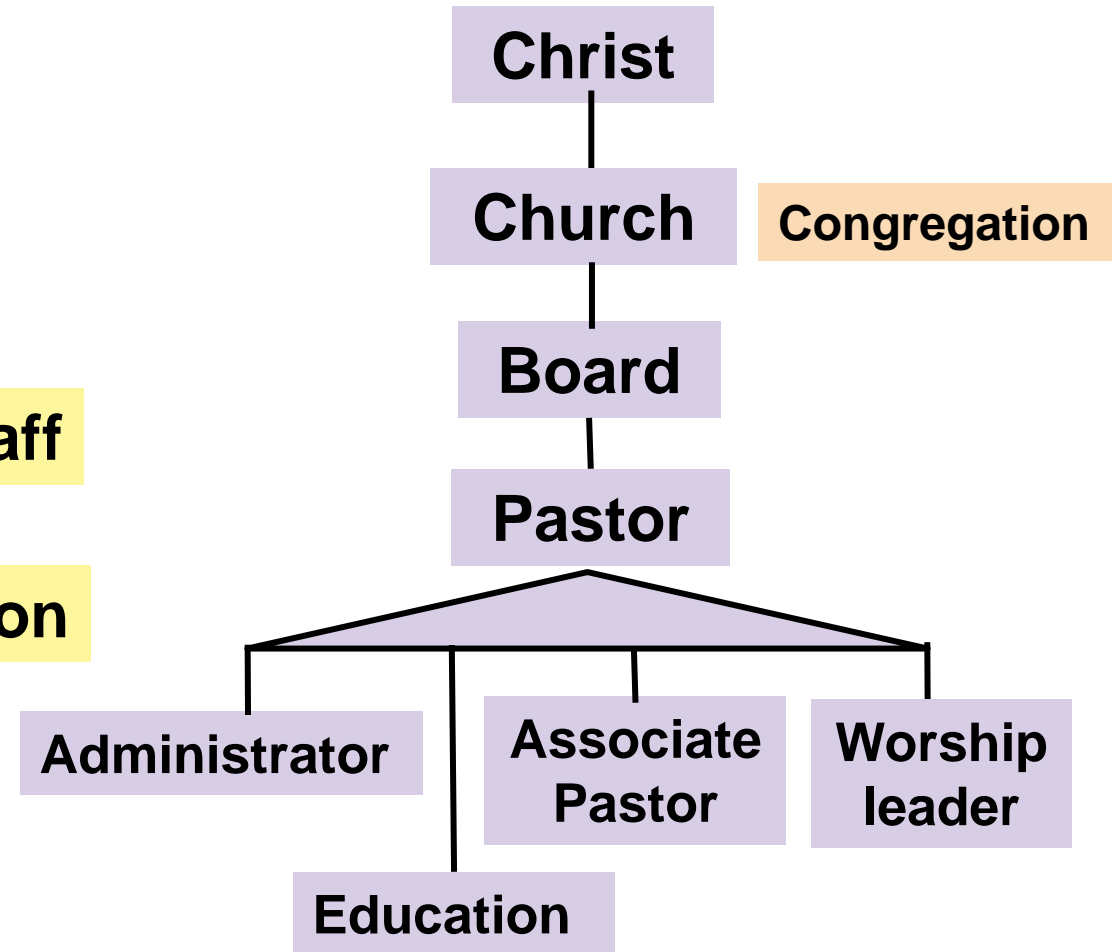 Christ
Church
Congregation
Board
aff
Pastor
on
Administrator
Associate
Pastor
Worship
leader
Education